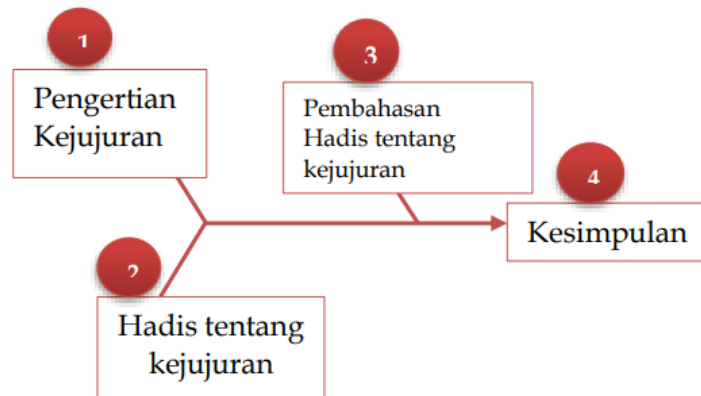 1
Pengertian
Kejujuran
2
Hadis tentang
kejujuran
3
Pembahasan
Hadis tentang
kejujuran
4
Kesimpulan